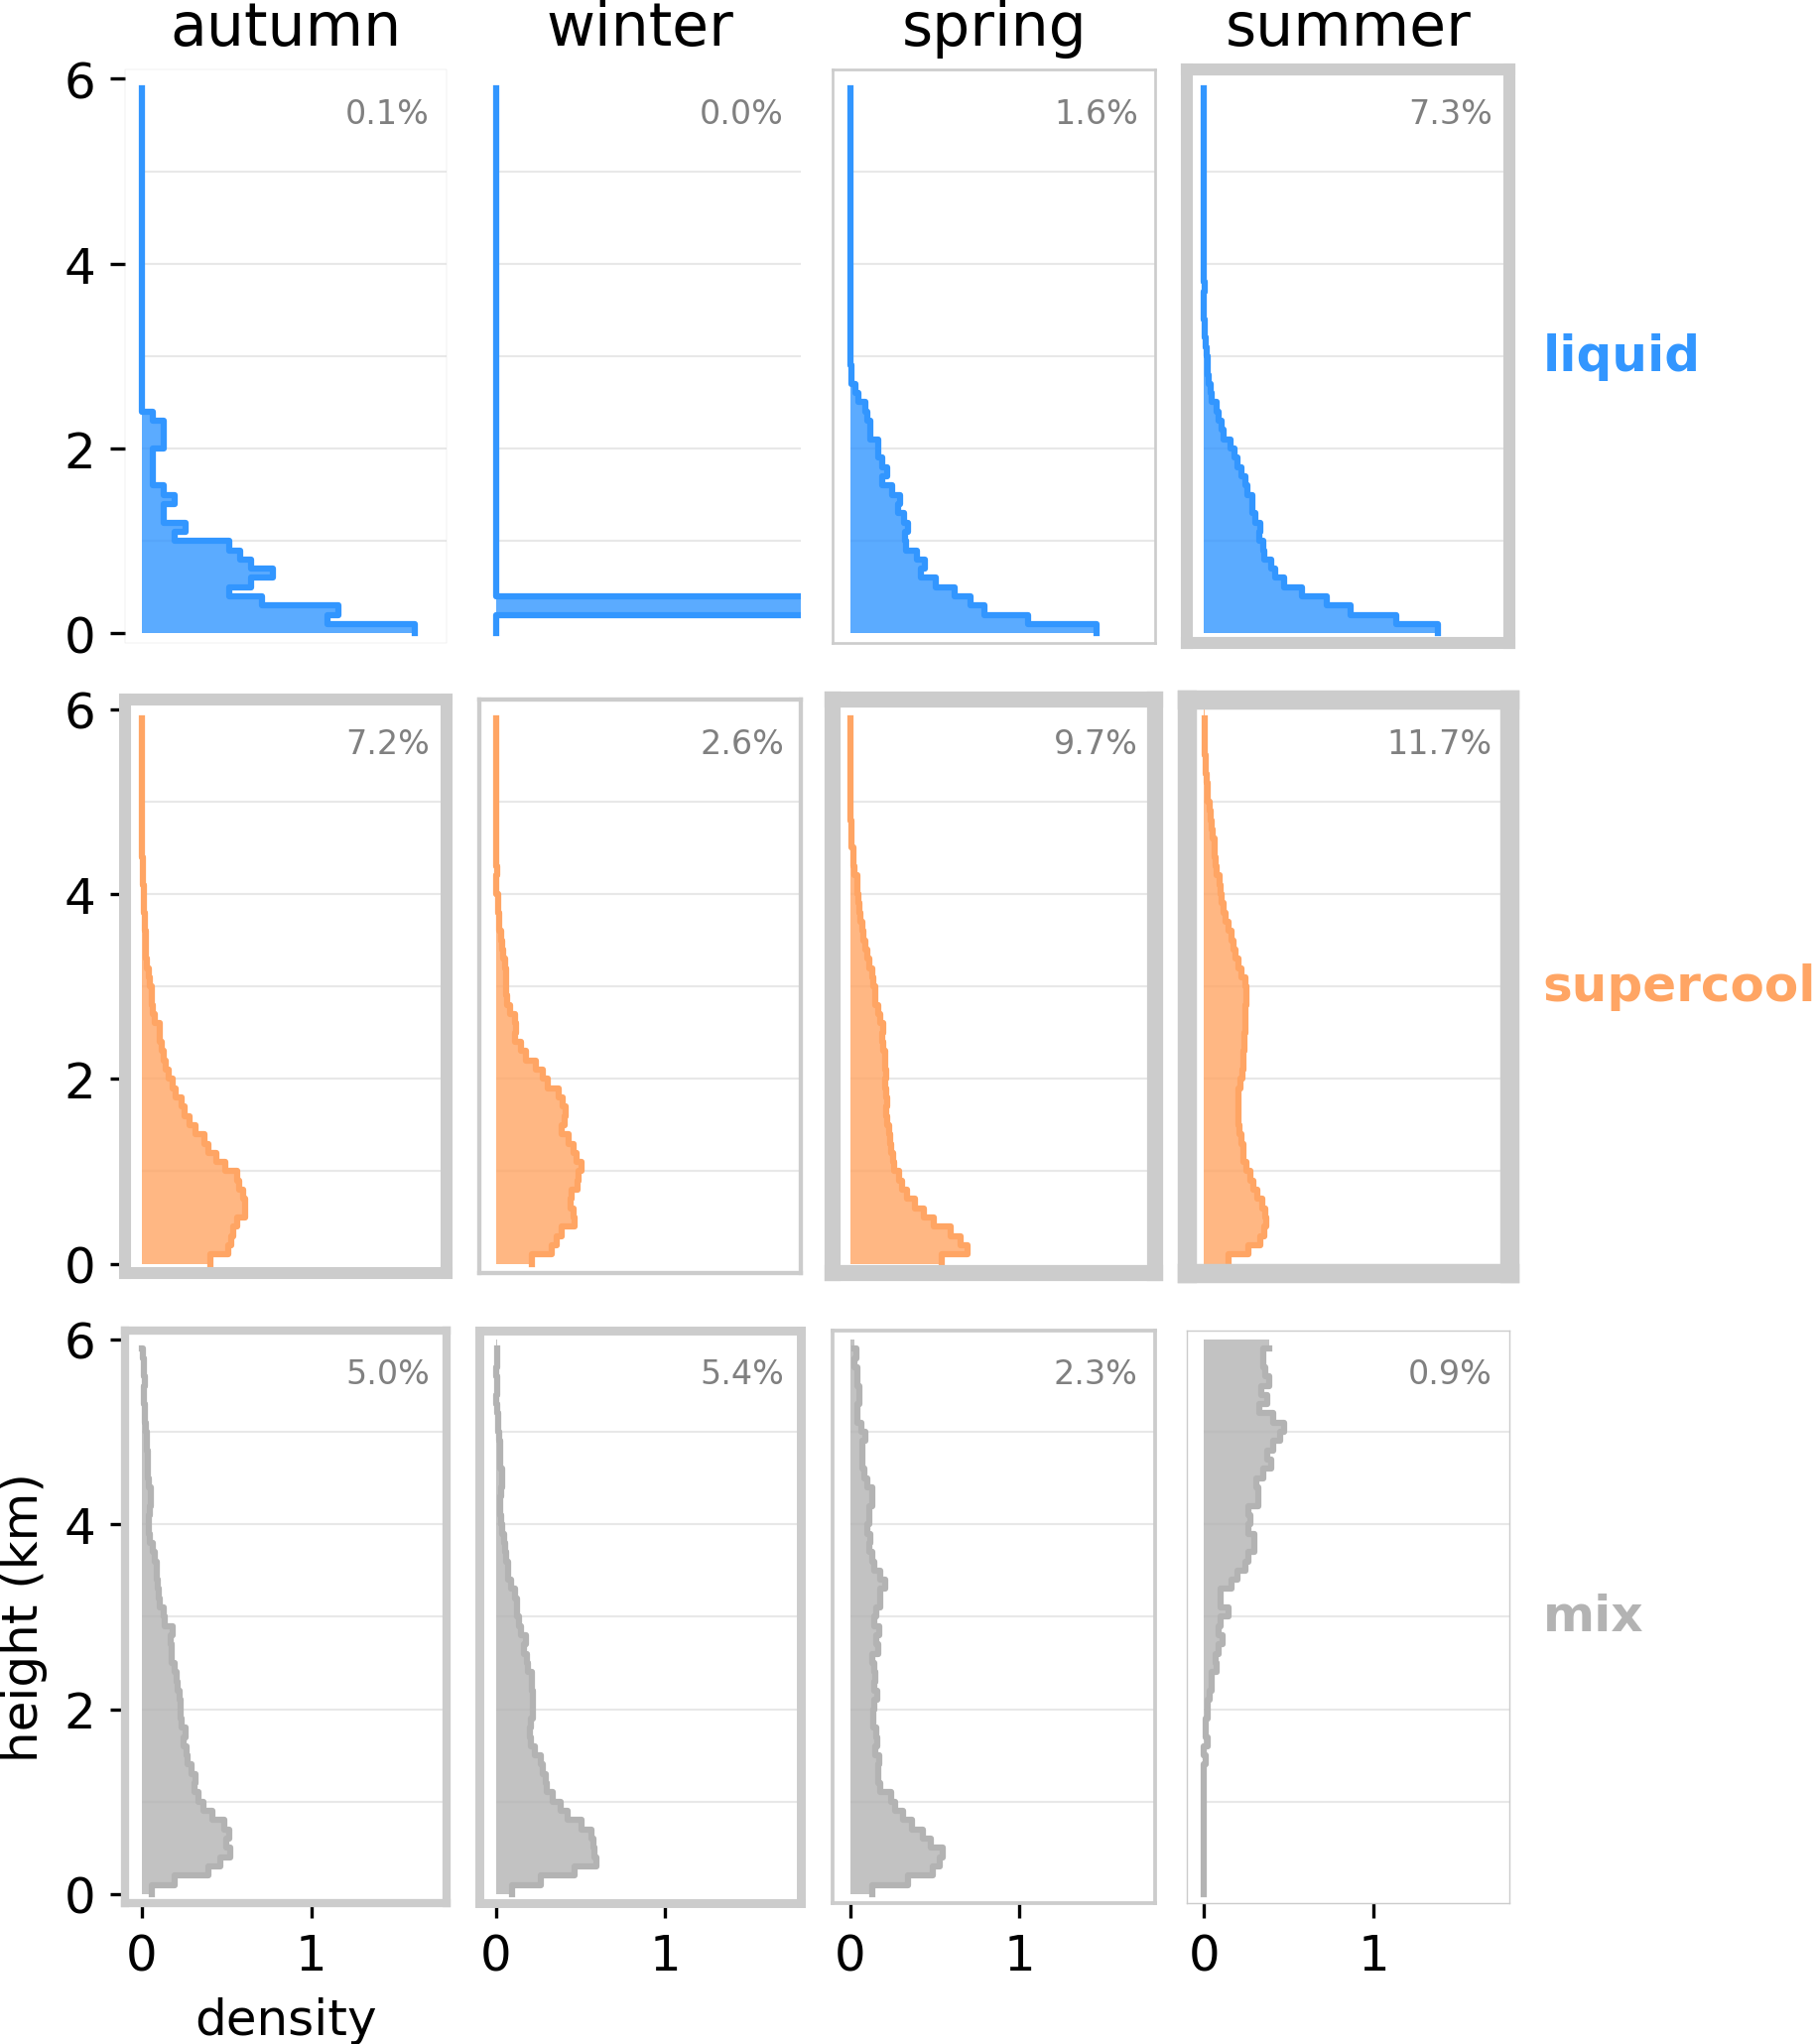 autumn winter spring summer
6 0.1% 0.0% 1.6% 7.3%
4
liquid
2
0
6 7.2% 2.6% 9.7% 11.7%
4
supercool
2
0
6 5.0% 5.4% 2.3% 0.9%
4
mix
2
0
height (km)
0 1 0 1 0 1 0 1
density